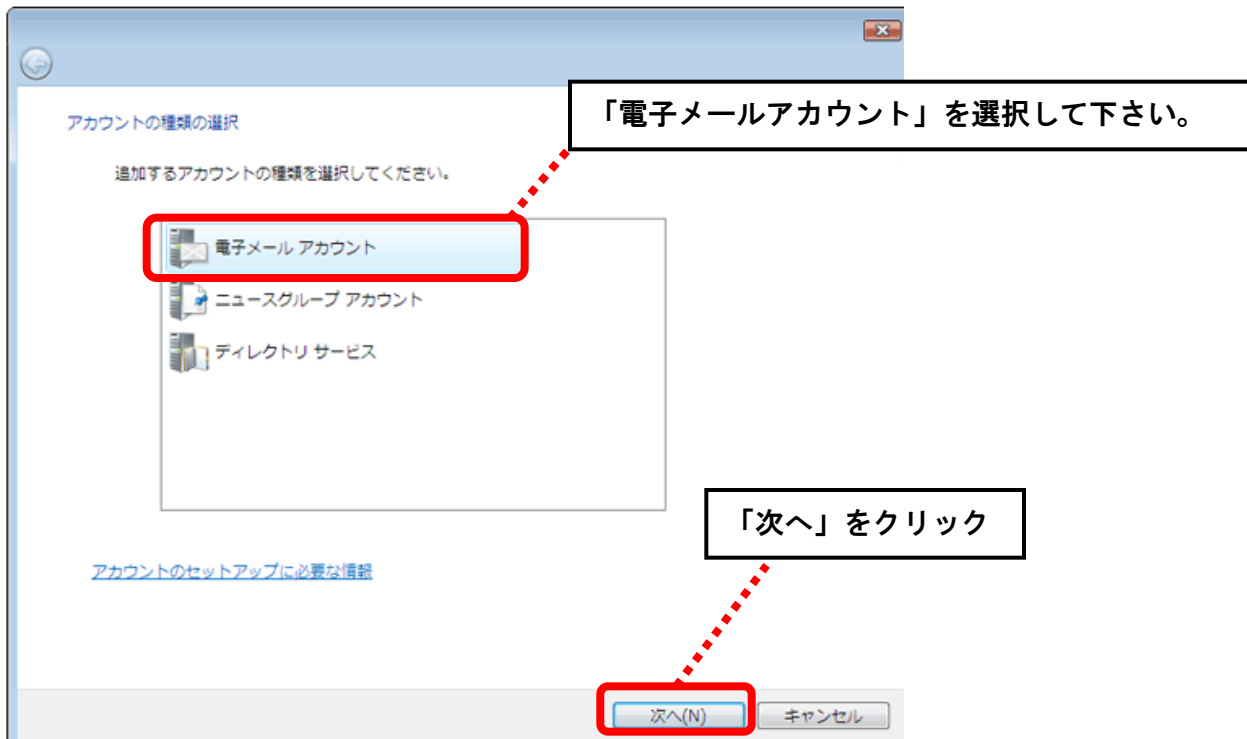 「電子メールアカウント」を選択して下さい。
アカウントの種類の選択
追加するアカウントの種類を選択してください。
電子メール アカウント
ニュースグループ アカウント
ディレクトリ サービス
「次へ」をクリック
アカウントのセットアップに必要な情報
次へ(N)
キャンセル